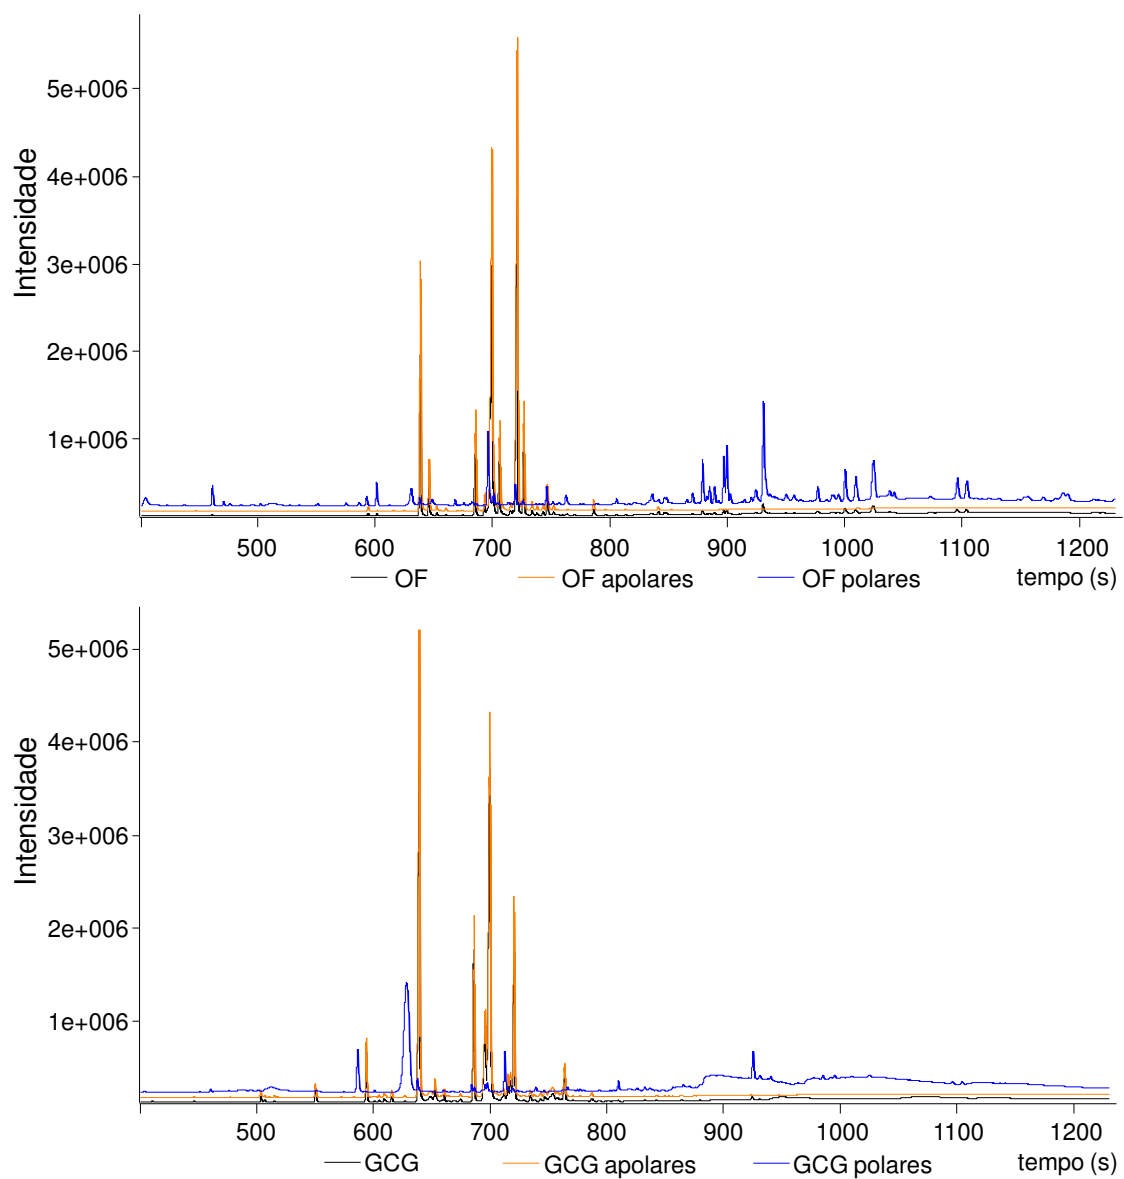 Intensidade
5e+006
4e+006
3e+006
2e+006
1e+006
500 600 700 800 900 1000 1100 1200
OF OF apolares OF polares tempo (s)
Intensidade
5e+006
4e+006
3e+006
2e+006
1e+006
500 600 700 800 900 1000 1100 1200
GCG GCG apolares GCG polares tempo (s)